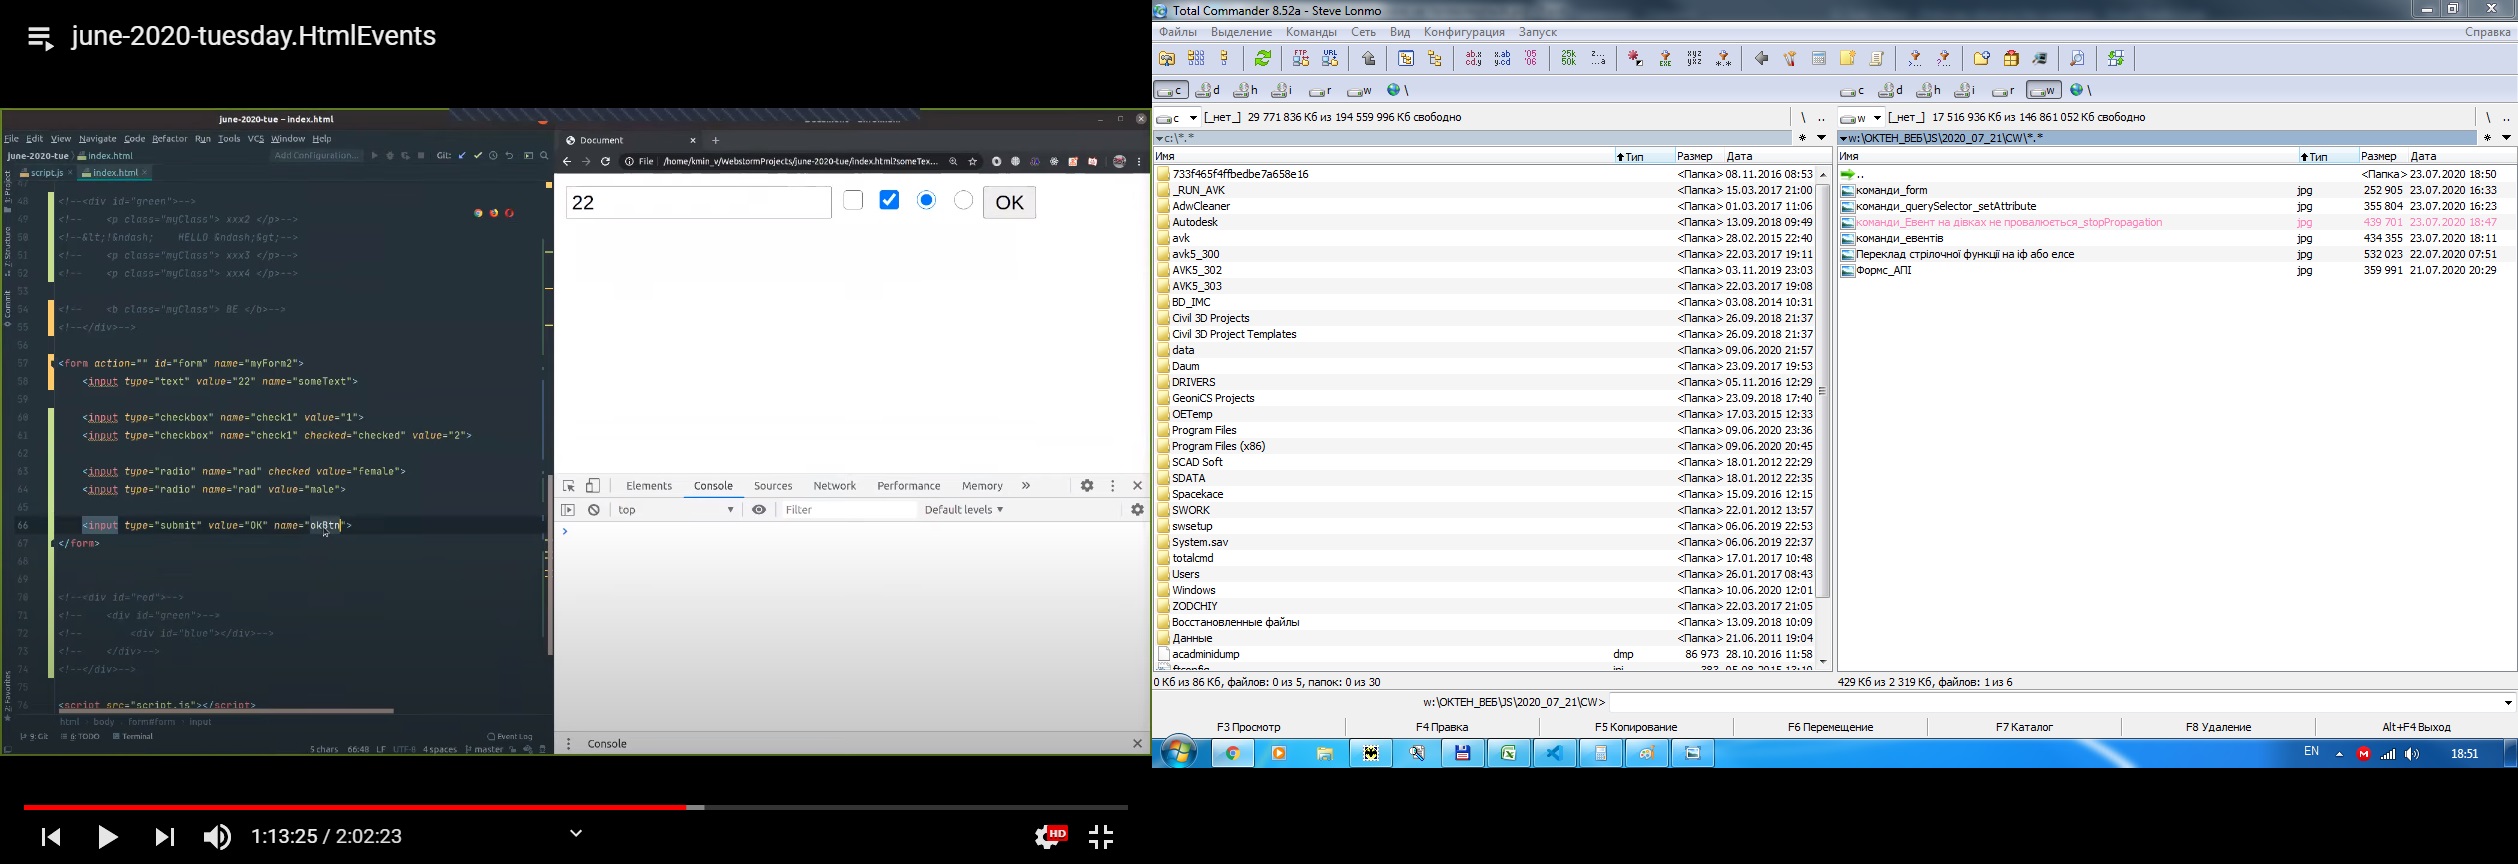 june-2020-tuesday.HtmlEvents
june-2020-tue – index.html
File Edit View Navigate Code Refactor Run Tools VCS Window Help
june-2020-tue index.html Add Configuration... Git:
script.js index.html
1: Project
7: Structure
Commit
2: Favorites
48 <!--<div id="green">-->
49 <!--    <p class="myClass"> xxx2 </p>-->
50 <!--&lt;!&ndash;    HELLO &ndash;&gt;-->
51 <!--    <p class="myClass"> xxx3 </p>-->
52 <!--    <p class="myClass"> xxx4 </p>-->
53
54 <!--    <b class="myClass"> BE </b>-->
55 <!--</div>-->
56
57 <form action="" id="form" name="myForm2">
58 <input type="text" value="22" name="someText">
59
60 <input type="checkbox" name="check1" value="1">
61 <input type="checkbox" name="check1" checked="checked" value="2">
62
63 <input type="radio" name="rad" checked value="female">
64 <input type="radio" name="rad" value="male">
65
66 <input type="submit" value="OK" name="okBtn">
67 </form>
68
69
70 <!--<div id="red">-->
71 <!--    <div id="green">-->
72 <!--        <div id="blue"></div>-->
73 <!--    </div>-->
74 <!--</div>-->
75
76 <script src="script.js"></script>
html body form#form input
9: Git 6: TODO Terminal Event Log
5 chars 66:48 LF UTF-8 4 spaces master
Document
File /home/kmin_v/WebstormProjects/june-2020-tue/index.html?someTex...
22 OK
Elements Console Sources Network Performance Memory
top Filter Default levels
Console
1:13:25 / 2:02:23
HD
Total Commander 8.52a - Steve Lonmo
Файлы Выделение Команды Сеть Вид Конфигурация Запуск Справка
c d h i r w \
c d h i r w \
c [_нет_] 29 771 836 Кб из 194 559 996 Кб свободно \ ..
w [_нет_] 17 516 936 Кб из 146 861 052 Кб свободно \ ..
c:\*.*
w:\ОКТЕН_ВЕБ\JS\2020_07_21\CW\*.*
Имя Тип Размер Дата
733f465f4ffbedbe7a658e16 <Папка> 08.11.2016 08:53
_RUN_AVK <Папка> 15.03.2017 21:00
AdwCleaner <Папка> 01.03.2017 11:06
Autodesk <Папка> 13.09.2018 09:49
avk <Папка> 28.02.2015 22:40
avk5_300 <Папка> 22.03.2017 19:11
AVK5_302 <Папка> 03.11.2019 23:03
AVK5_303 <Папка> 22.03.2017 19:08
BD_IMC <Папка> 03.08.2014 10:31
Civil 3D Projects <Папка> 26.09.2018 21:37
Civil 3D Project Templates <Папка> 26.09.2018 21:37
data <Папка> 09.06.2020 21:57
Daum <Папка> 23.09.2017 19:53
DRIVERS <Папка> 05.11.2016 12:29
GeoniCS Projects <Папка> 23.09.2018 17:40
OETemp <Папка> 17.03.2015 12:33
Program Files <Папка> 09.06.2020 23:36
Program Files (x86) <Папка> 09.06.2020 20:45
SCAD Soft <Папка> 18.01.2012 22:29
SDATA <Папка> 18.01.2012 22:35
Spacekace <Папка> 15.09.2016 12:15
SWORK <Папка> 22.01.2012 13:57
swsetup <Папка> 06.06.2019 22:53
System.sav <Папка> 06.06.2019 22:37
totalcmd <Папка> 17.01.2017 10:48
Users <Папка> 26.01.2017 08:43
Windows <Папка> 10.06.2020 12:01
ZODCHIY <Папка> 22.03.2017 21:05
Восстановленные файлы <Папка> 13.09.2018 10:09
Данные <Папка> 21.06.2011 19:04
acadminidump dmp 86 973 28.10.2016 11:58
Имя Тип Размер Дата
.. <Папка> 23.07.2020 18:50
команди_form jpg 252 905 23.07.2020 16:33
команди_querySelector_setAttribute jpg 355 804 23.07.2020 16:23
команди_Евент на дівках не провалюється_stopPropagation jpg 439 701 23.07.2020 18:47
команди_евентів jpg 434 355 23.07.2020 18:11
Переклад стрілочної функції на іф або елсе jpg 532 023 22.07.2020 07:51
Формс_АПІ jpg 359 991 21.07.2020 20:29
0 Кб из 86 Кб, файлов: 0 из 5, папок: 0 из 30
429 Кб из 2 319 Кб, файлов: 1 из 6
w:\ОКТЕН_ВЕБ\JS\2020_07_21\CW>
F3 Просмотр F4 Правка F5 Копирование F6 Перемещение F7 Каталог F8 Удаление Alt+F4 Выход
EN 18:51